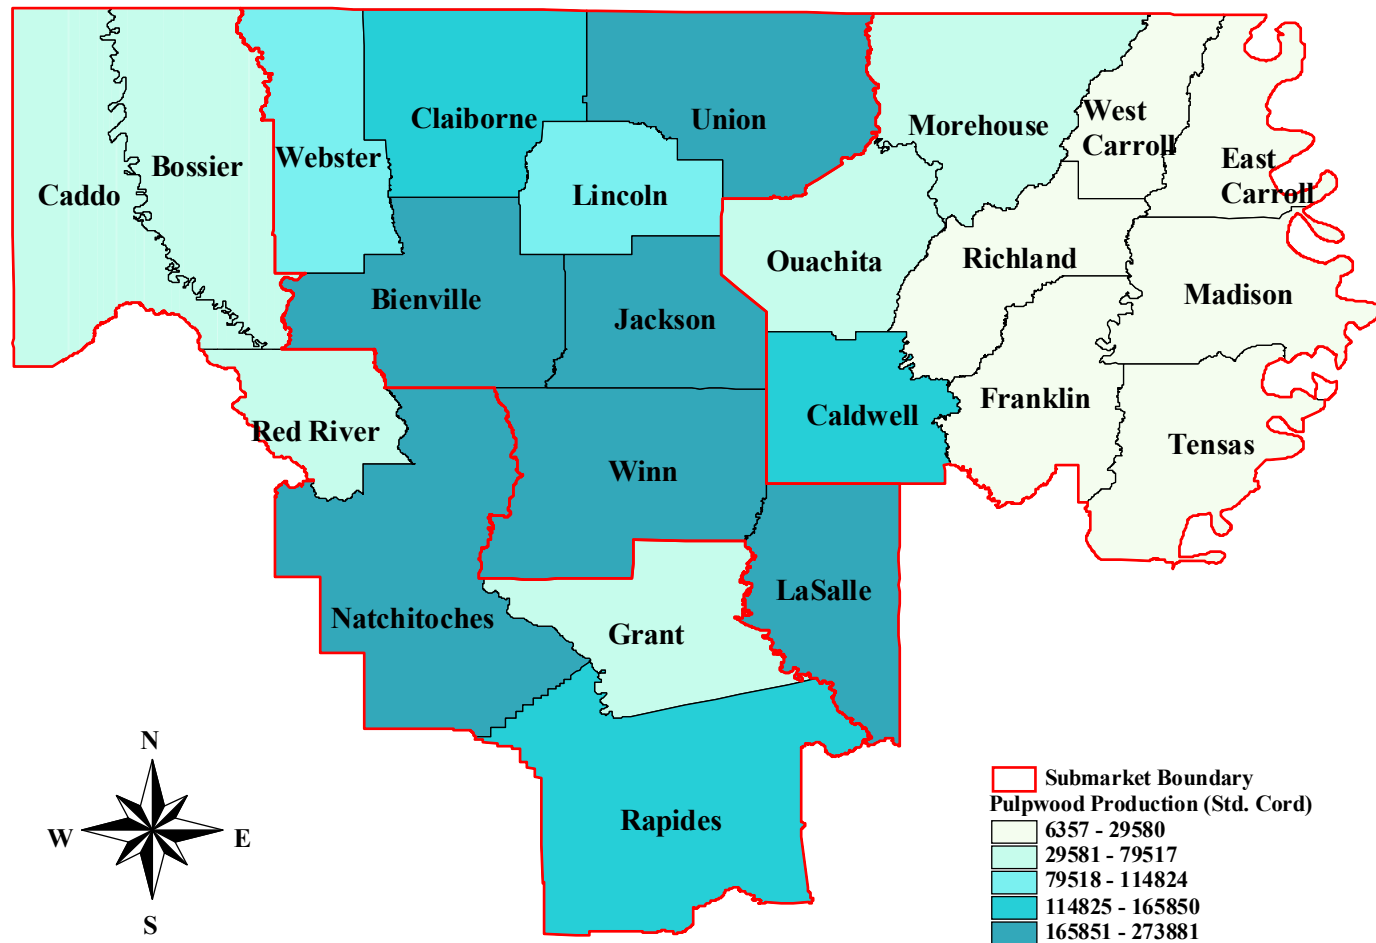 Claiborne
Union
West
Carroll
Morehouse
East
Carroll
Webster
Bossier
Caddo
Lincoln
Ouachita
Richland
Madison
Bienville
Jackson
Franklin
Caldwell
Red River
Tensas
Winn
LaSalle
Natchitoches
Grant
Rapides
N
W
E
S
Submarket Boundary
Pulpwood Production (Std. Cord)
6357 - 29580
29581 - 79517
79518 - 114824
114825 - 165850
165851 - 273881